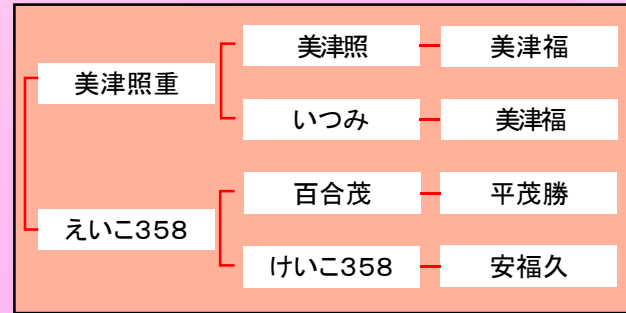 美津照重
美津照
美津福
いつみ
美津福
えいこ358
百合茂
平茂勝
けいこ358
安福久